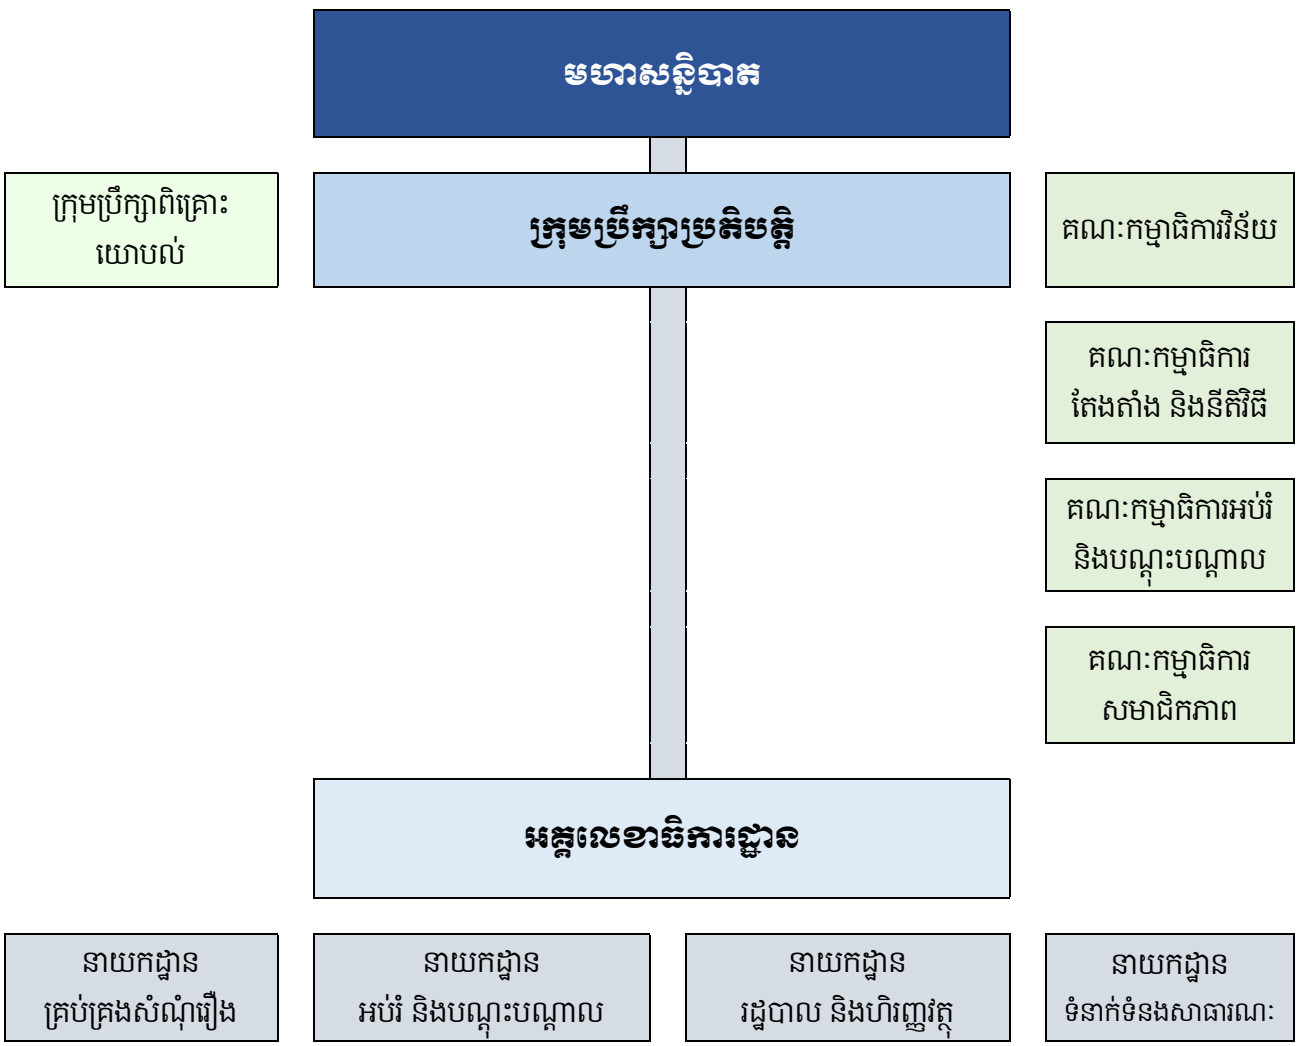 មហាសន្និបាត
ក្រុមប្រឹក្សាពិគ្រោះ
យោបល់
ក្រុមប្រឹក្សាប្រតិបត្តិ
គណៈកម្មាធិការវិន័យ
គណៈកម្មាធិការ
តែងតាំង និងនីតិវិធី
គណៈកម្មាធិការអប់រំ
និងបណ្តុះបណ្តាល
គណៈកម្មាធិការ
សមាជិកភាព
អគ្គលេខាធិការដ្ឋាន
នាយកដ្ឋាន
គ្រប់គ្រងសំណុំរឿង
នាយកដ្ឋាន
អប់រំ និងបណ្តុះបណ្តាល
នាយកដ្ឋាន
រដ្ឋបាល និងហិរញ្ញវត្ថុ
នាយកដ្ឋាន
ទំនាក់ទំនងសាធារណៈ